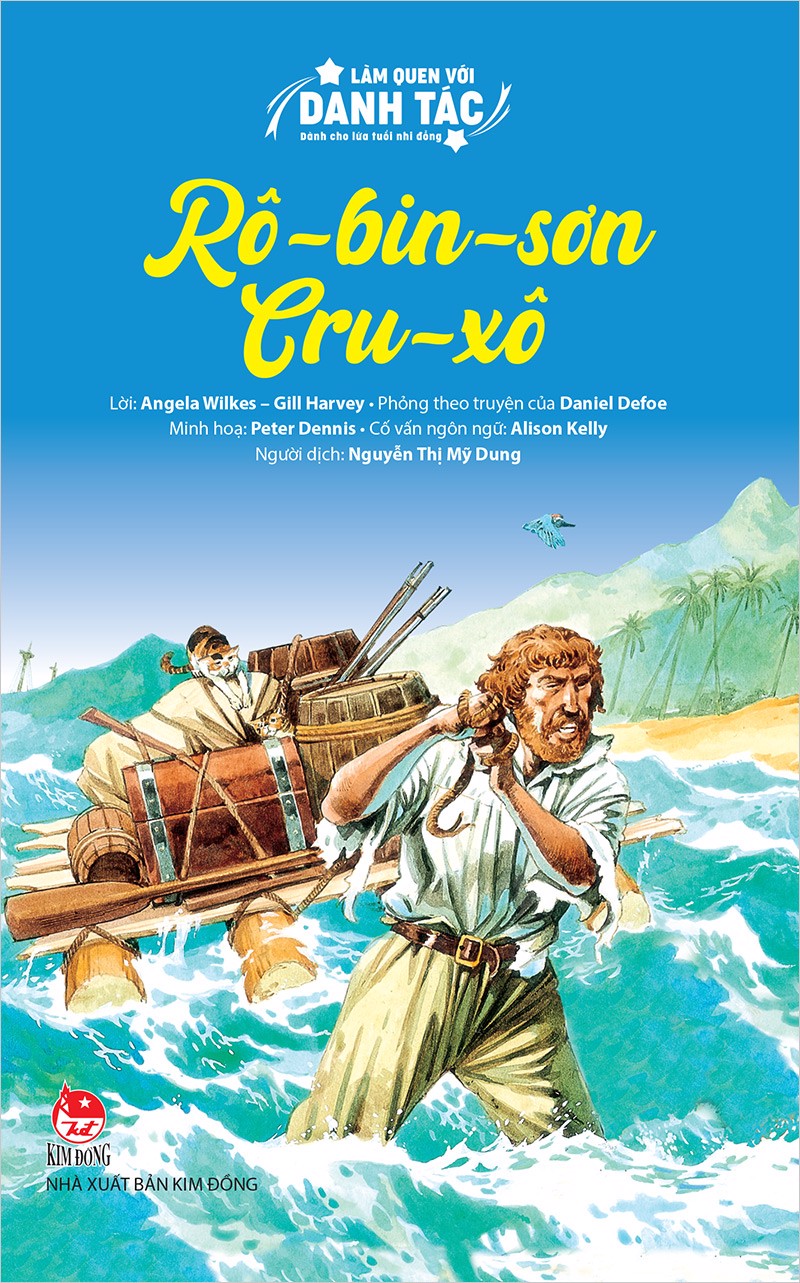 LÀM QUEN VỚI
DANH TÁC
Dành cho lứa tuổi nhi đồng
Rô-bin-sơn
Cru-xô
Lời: Angela Wilkes – Gill Harvey • Phỏng theo truyện của Daniel Defoe
Minh hoạ: Peter Dennis • Cố vấn ngôn ngữ: Alison Kelly
Người dịch: Nguyễn Thị Mỹ Dung
Kđ
KIM ĐỒNG
NHÀ XUẤT BẢN KIM ĐỒNG